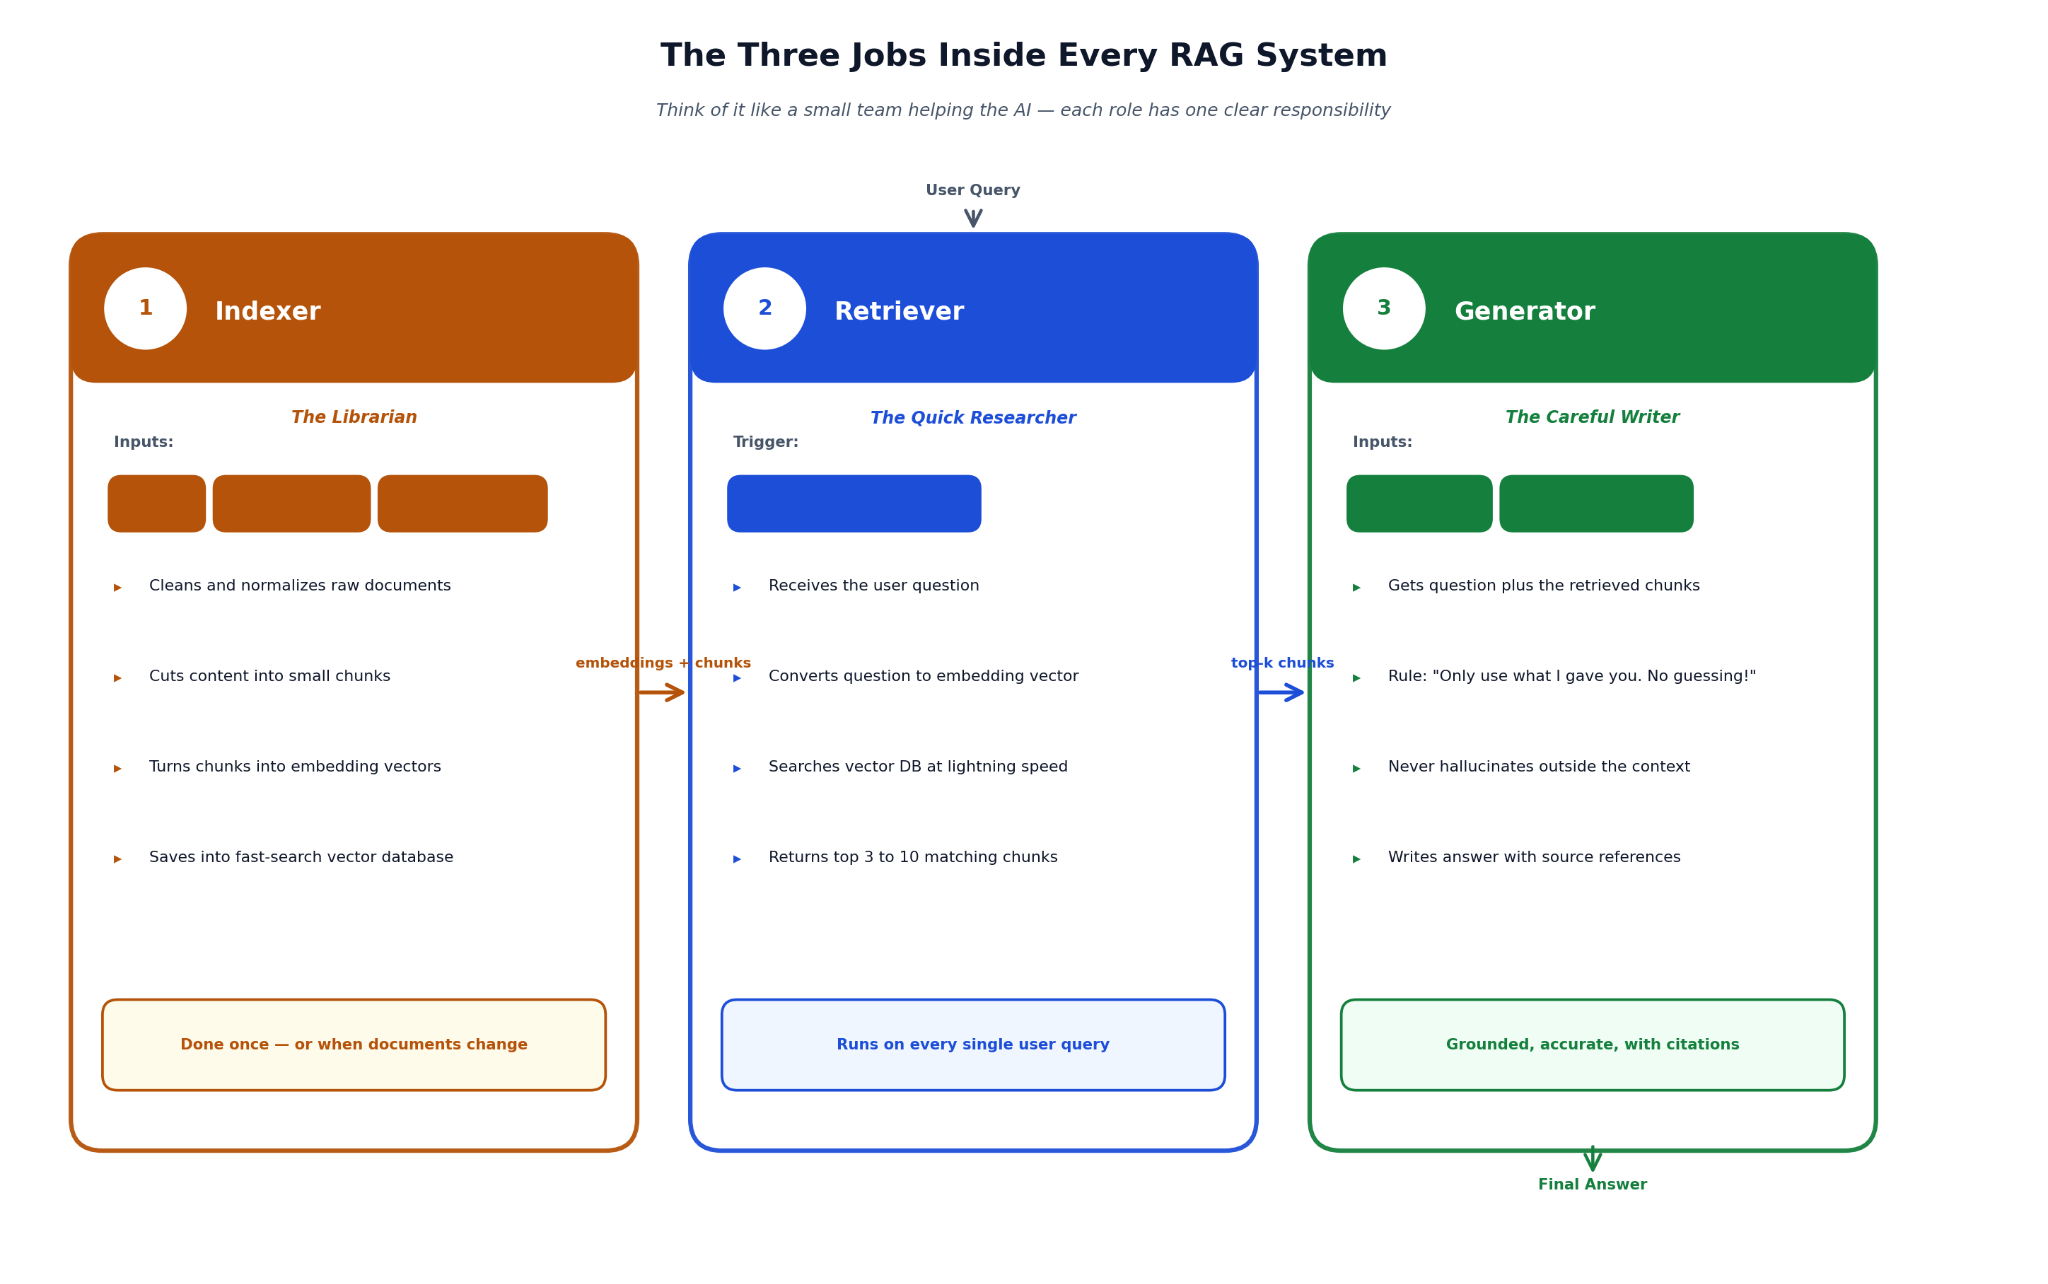 The Three Jobs Inside Every RAG System
Think of it like a small team helping the AI — each role has one clear responsibility
User Query
1
Indexer
The Librarian
Inputs:
▸ Cleans and normalizes raw documents
▸ Cuts content into small chunks
▸ Turns chunks into embedding vectors
▸ Saves into fast-search vector database
Done once — or when documents change
embeddings + chunks
2
Retriever
The Quick Researcher
Trigger:
▸ Receives the user question
▸ Converts question to embedding vector
▸ Searches vector DB at lightning speed
▸ Returns top 3 to 10 matching chunks
Runs on every single user query
top-k chunks
3
Generator
The Careful Writer
Inputs:
▸ Gets question plus the retrieved chunks
▸ Rule: "Only use what I gave you. No guessing!"
▸ Never hallucinates outside the context
▸ Writes answer with source references
Grounded, accurate, with citations
Final Answer